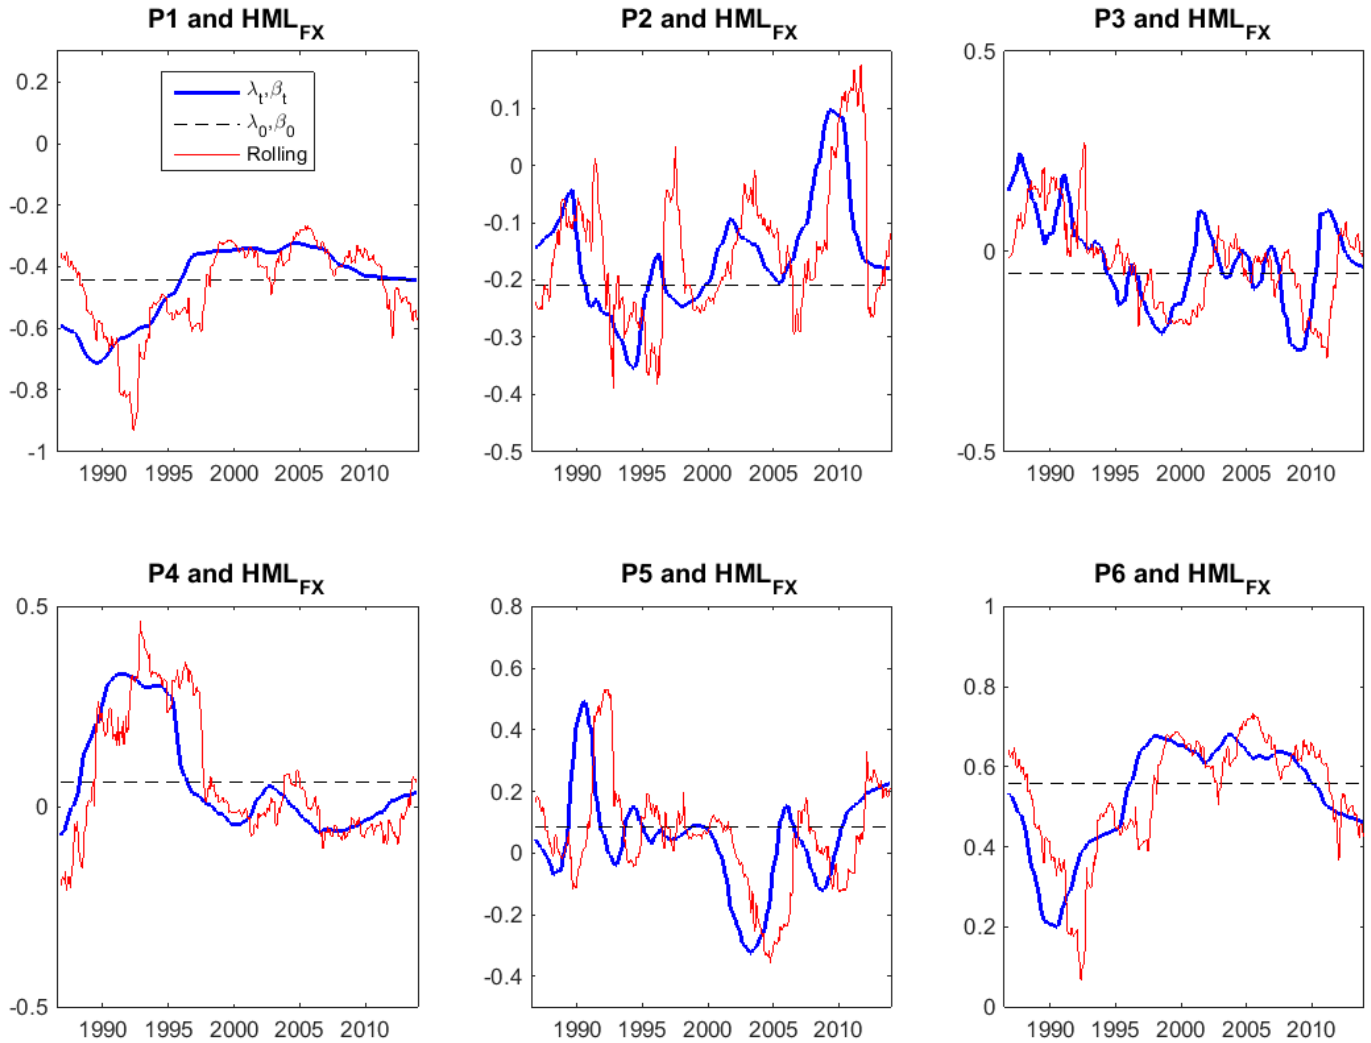 P1 and HML_FX
P2 and HML_FX
P3 and HML_FX
0.2
0
-0.2
-0.4
-0.6
-0.8
-1
λ_t,β_t
λ_0,β_0
Rolling
1990 1995 2000 2005 2010
0.1
0
-0.1
-0.2
-0.3
-0.4
-0.5
1990 1995 2000 2005 2010
0.5
0
-0.5
1990 1995 2000 2005 2010
P4 and HML_FX
P5 and HML_FX
P6 and HML_FX
0.5
0
-0.5
1990 1995 2000 2005 2010
0.8
0.6
0.4
0.2
0
-0.2
-0.4
1990 1995 2000 2005 2010
1
0.8
0.6
0.4
0.2
0
1990 1995 2000 2005 2010